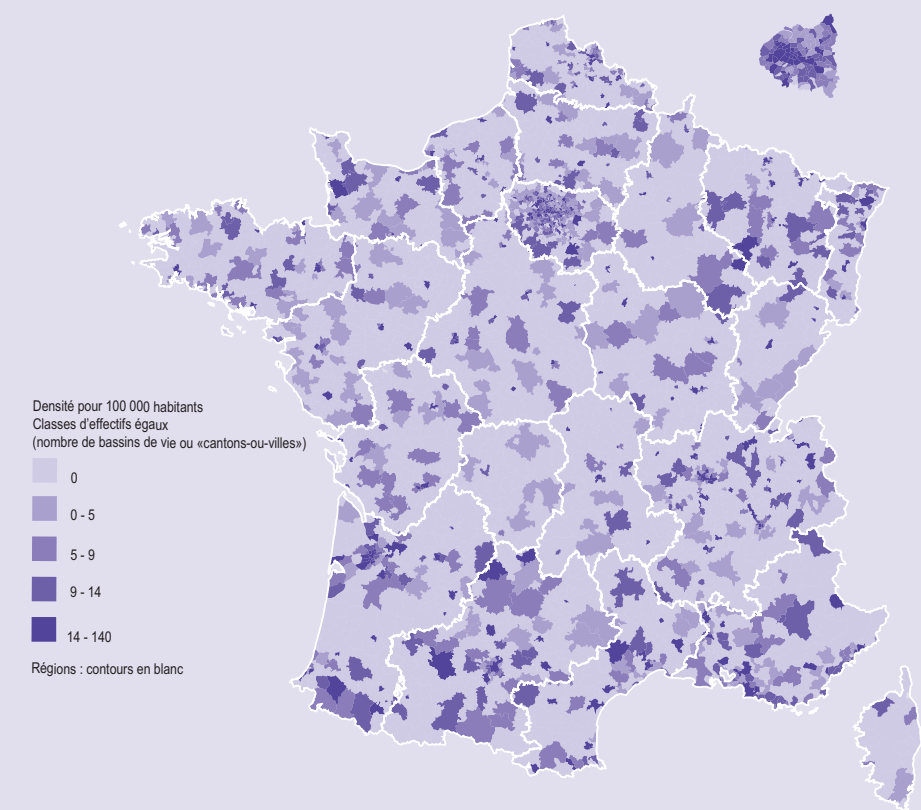 Densité pour 100 000 habitants
Classes d'effectifs égaux
(nombre de bassins de vie ou «cantons-ou-villes»)
0
0 - 5
5 - 9
9 - 14
14 - 140
Régions : contours en blanc